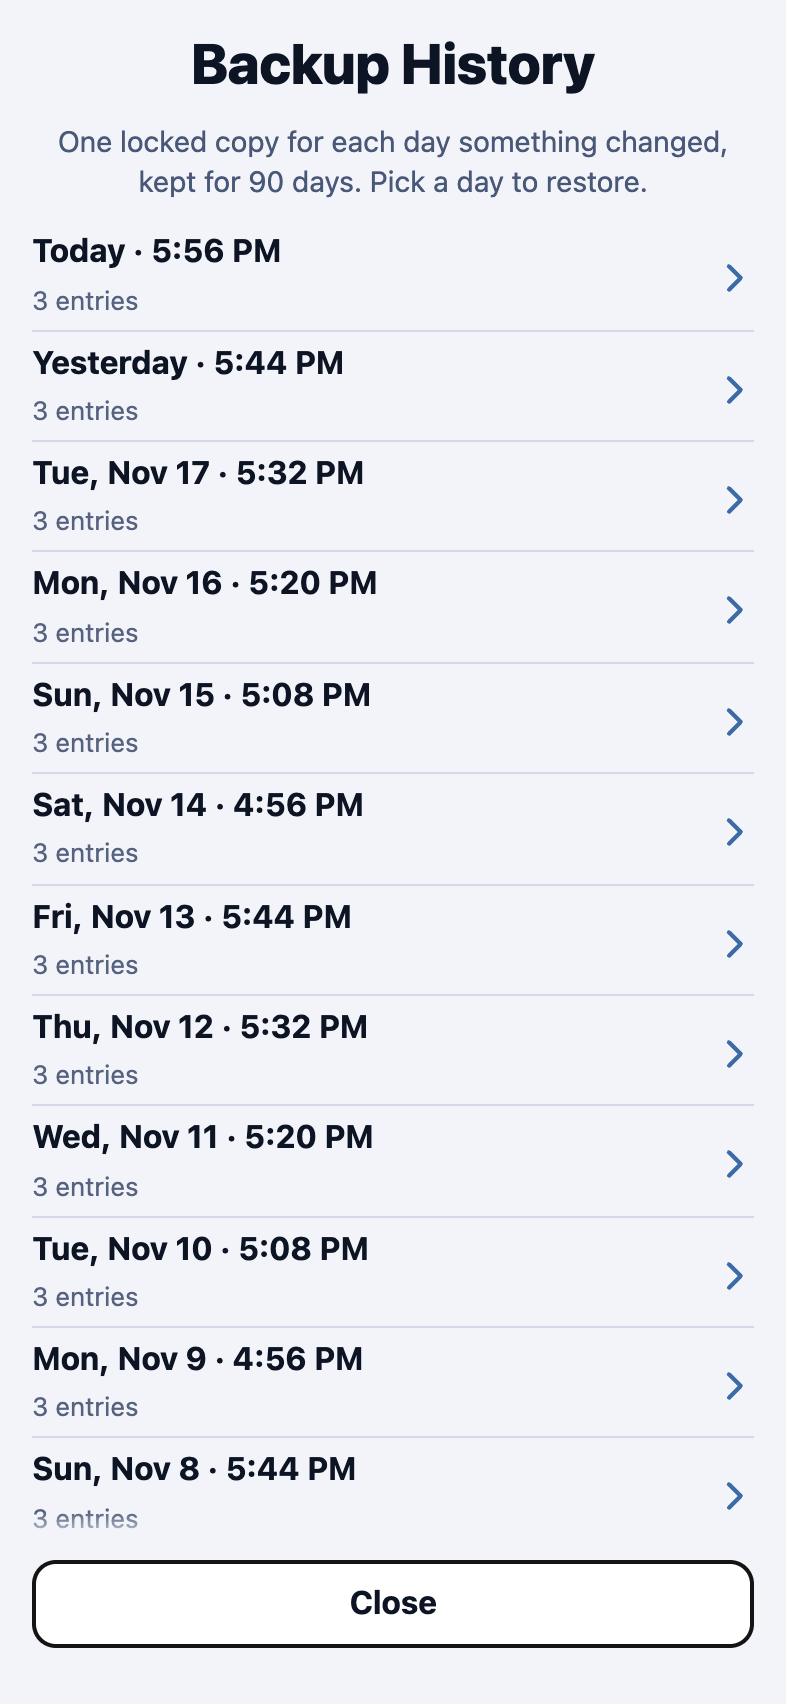 Backup History
One locked copy for each day something changed,
kept for 90 days. Pick a day to restore.
Today · 5:56 PM
3 entries
Yesterday · 5:44 PM
3 entries
Tue, Nov 17 · 5:32 PM
3 entries
Mon, Nov 16 · 5:20 PM
3 entries
Sun, Nov 15 · 5:08 PM
3 entries
Sat, Nov 14 · 4:56 PM
3 entries
Fri, Nov 13 · 5:44 PM
3 entries
Thu, Nov 12 · 5:32 PM
3 entries
Wed, Nov 11 · 5:20 PM
3 entries
Tue, Nov 10 · 5:08 PM
3 entries
Mon, Nov 9 · 4:56 PM
3 entries
Sun, Nov 8 · 5:44 PM
3 entries
Close